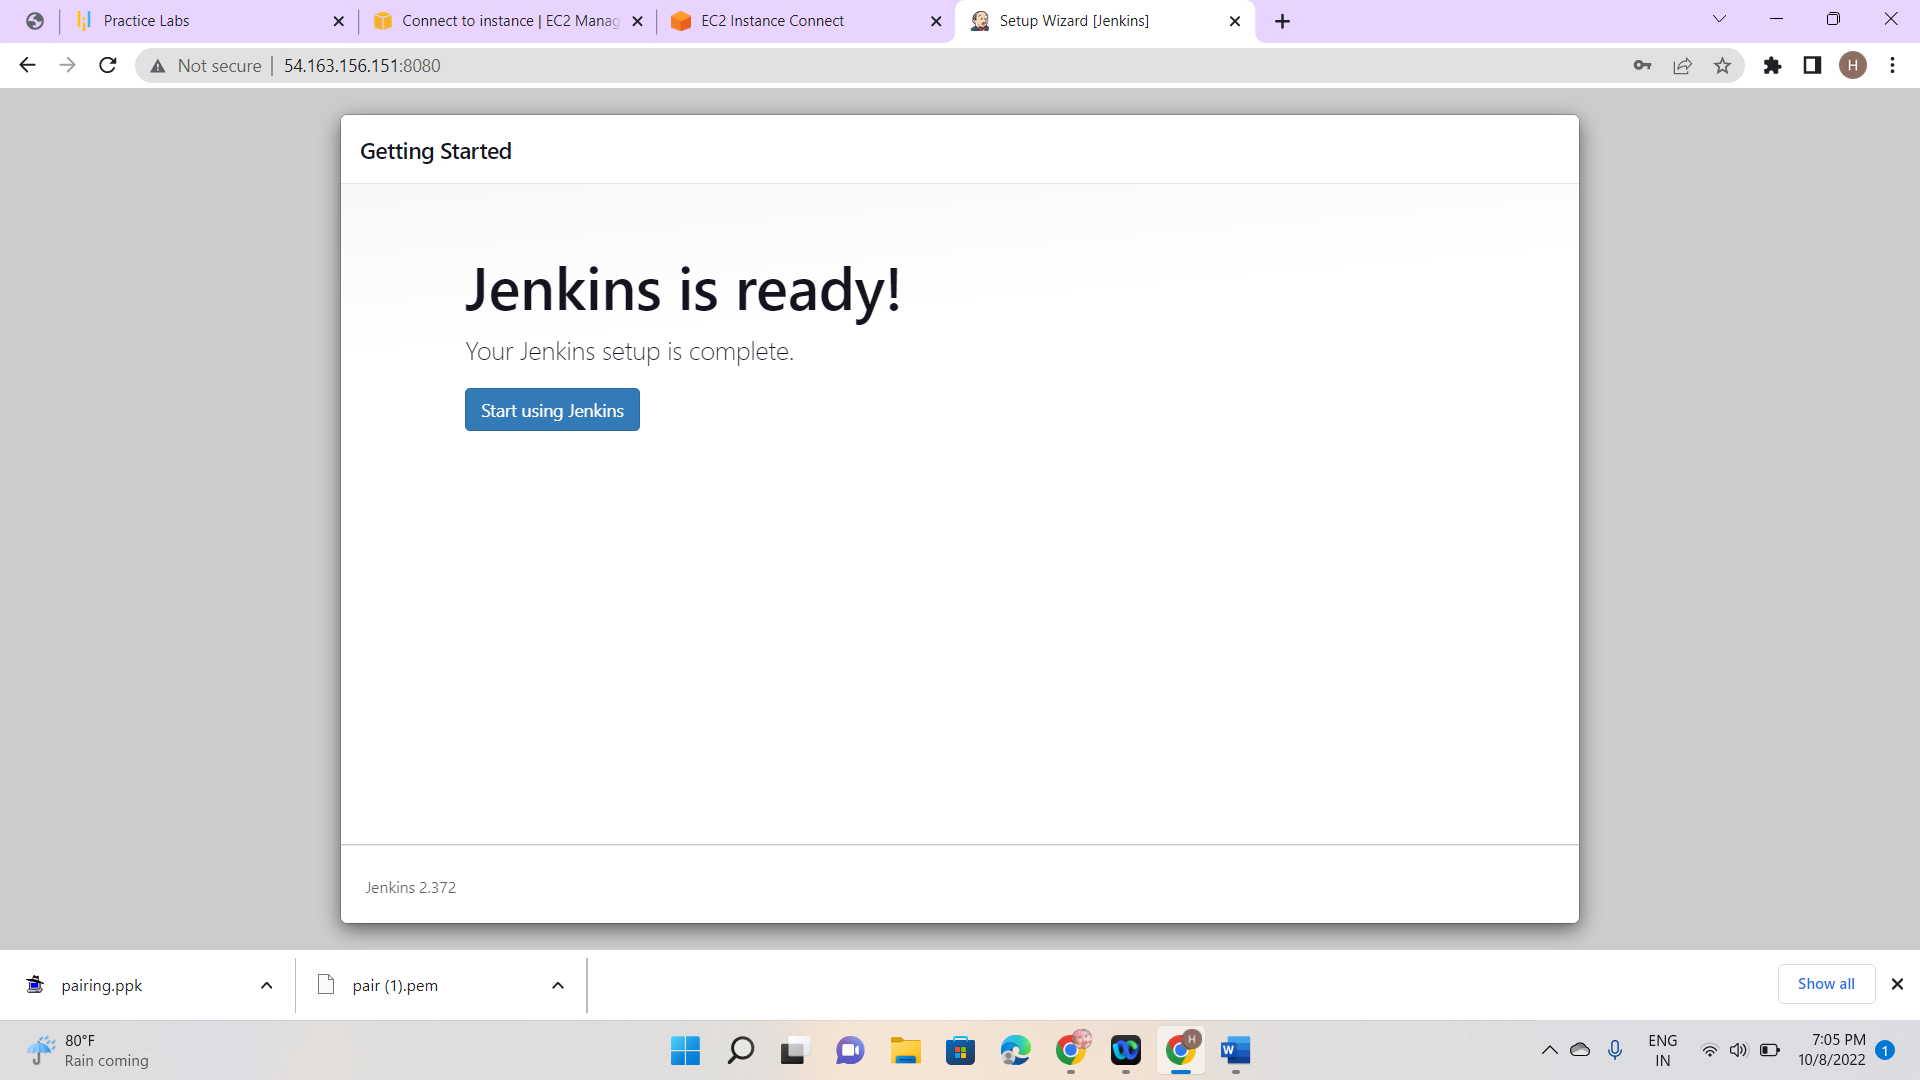 Practice Labs
Connect to instance | EC2 Manag
EC2 Instance Connect
Setup Wizard [Jenkins]
Not secure | 54.163.156.151:8080
H
Getting Started
Jenkins is ready!
Your Jenkins setup is complete.
Start using Jenkins
Jenkins 2.372
pairing.ppk
pair (1).pem
Show all
80°F
Rain coming
H
W
ENG
IN
7:05 PM
10/8/2022
1